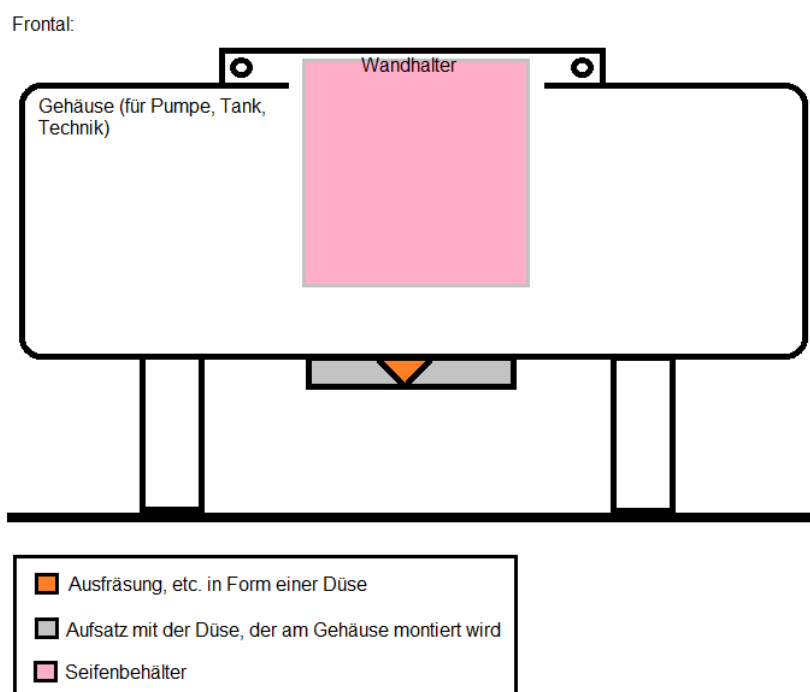 Frontal:
Wandhalter
Gehäuse (für Pumpe, Tank,
Technik)
Ausfräsung, etc. in Form einer Düse
Aufsatz mit der Düse, der am Gehäuse montiert wird
Seifenbehälter